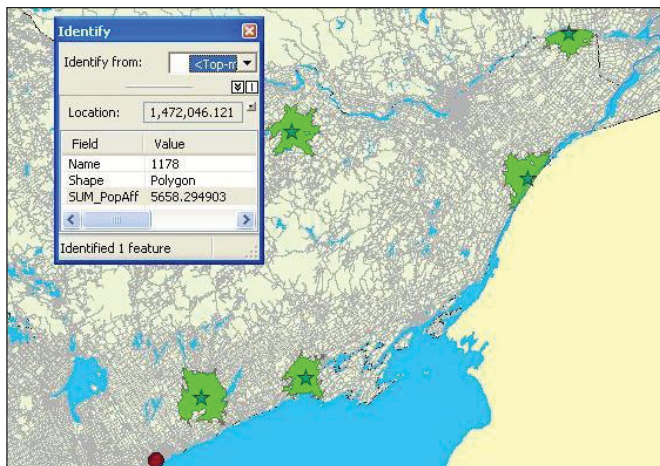 Identify
Identify from: <Top-m
Location: 1,472,046.121
Field Value
Name 1178
Shape Polygon
SUM_PopAff 5658.294903
Identified 1 feature